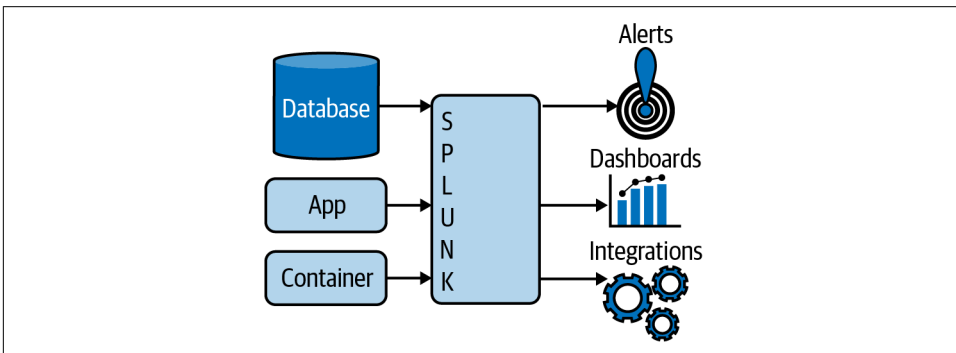 Database
App
Container
S
P
L
U
N
K
Alerts
Dashboards
Integrations